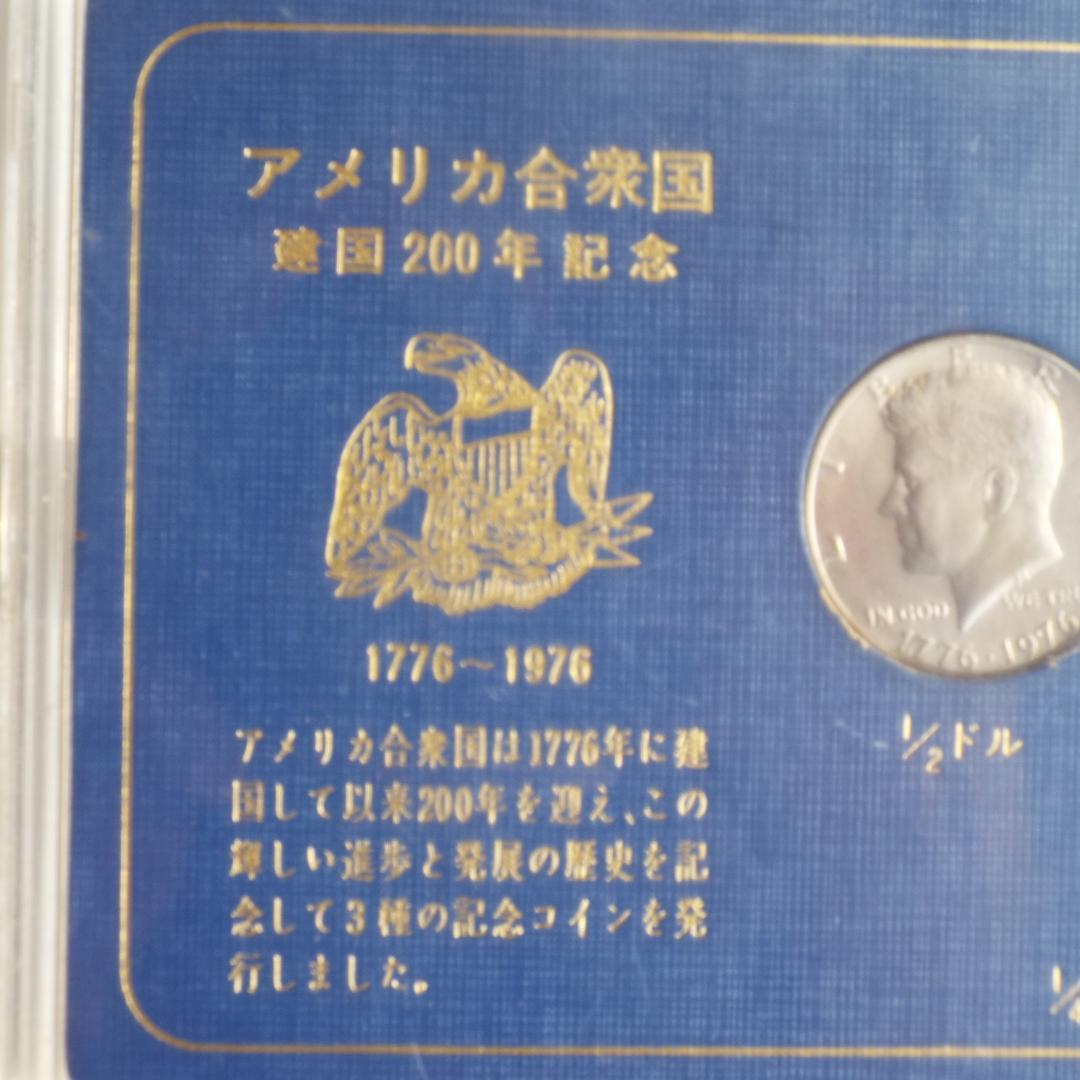 アメリカ合衆国
建国200年記念
1776～1976
アメリカ合衆国は1776年に建
国して以来200年を迎え、この
輝しい進歩と発展の歴史を記
念して3種の記念コインを発
行しました。
IN GOD
WE TRU
1776-1976
1/2ドル